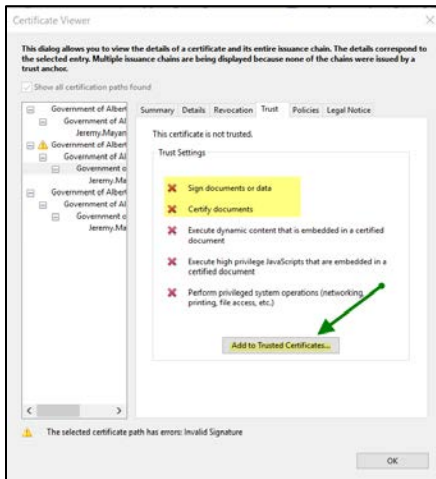 Certificate Viewer
This dialog allows you to view the details of a certificate and its entire issuance chain. The details correspond to
the selected entry. Multiple issuance chains are being displayed because none of the chains were issued by a
trust anchor.
Show all certification paths found
Government of Albert
Government of Al
Jeremy.Mayan
Government of Albert
Government of Al
Government o
Jeremy.Ma
Government of Albert
Government of Al
Government o
Jeremy.Ma
Summary Details Revocation Trust Policies Legal Notice
This certificate is not trusted.
Trust Settings
Sign documents or data
Certify documents
Execute dynamic content that is embedded in a certified
document
Execute high privilege JavaScripts that are embedded in a
certified document
Perform privileged system operations (networking,
printing, file access, etc.)
Add to Trusted Certificates...
The selected certificate path has errors: Invalid Signature
OK